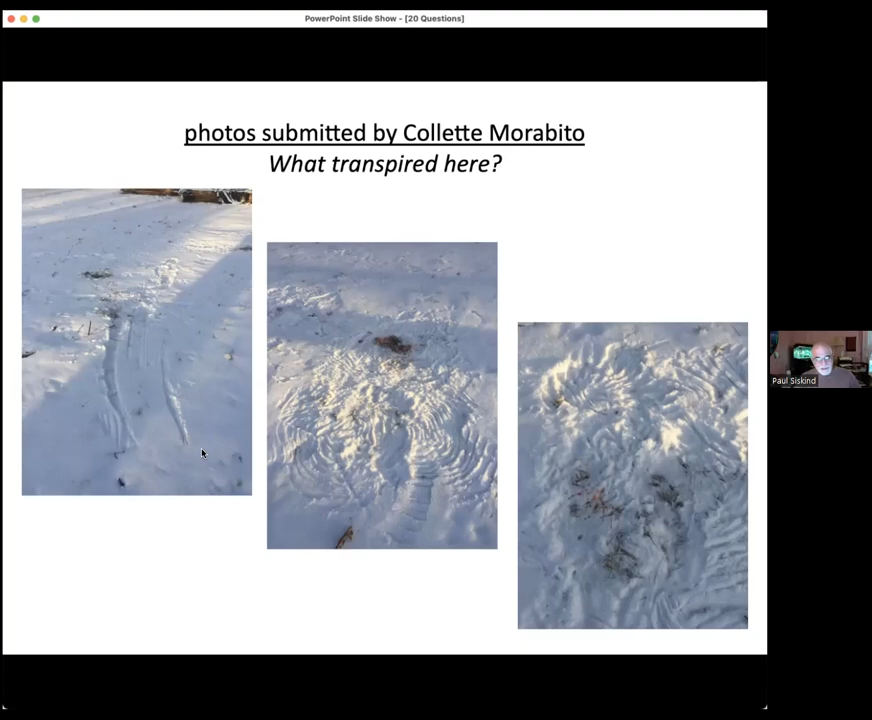 PowerPoint Slide Show - [20 Questions]
photos submitted by Collette Morabito
What transpired here?
Paul Siskind